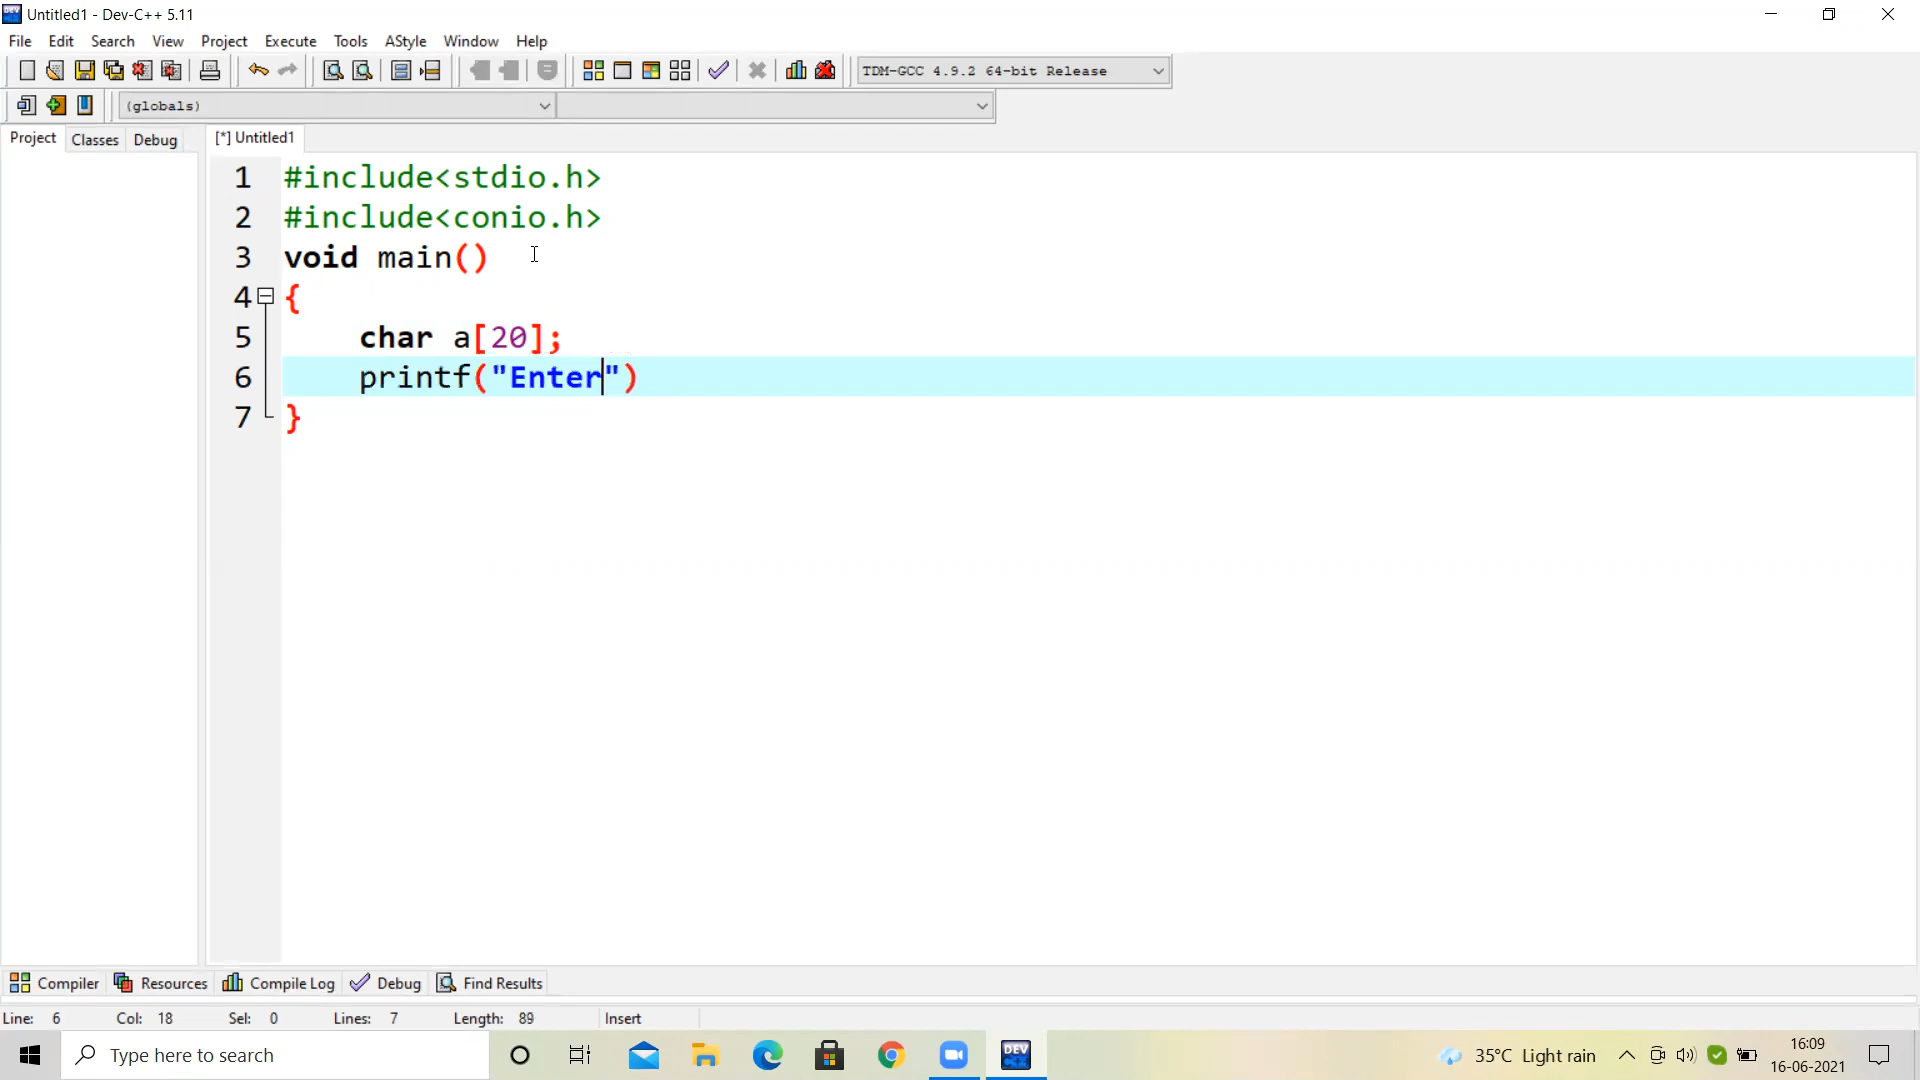 Untitled1 - Dev-C++ 5.11
File Edit Search View Project Execute Tools AStyle Window Help
TDM-GCC 4.9.2 64-bit Release
(globals)
Project Classes Debug [*] Untitled1
1 #include<stdio.h>
2 #include<conio.h>
3 void main()
4 {
5 char a[20];
6 printf("Enter")
7 }
Compiler Resources Compile Log Debug Find Results
Line: 6 Col: 18 Sel: 0 Lines: 7 Length: 89 Insert
Type here to search
DEV
35°C Light rain
16:09
16-06-2021